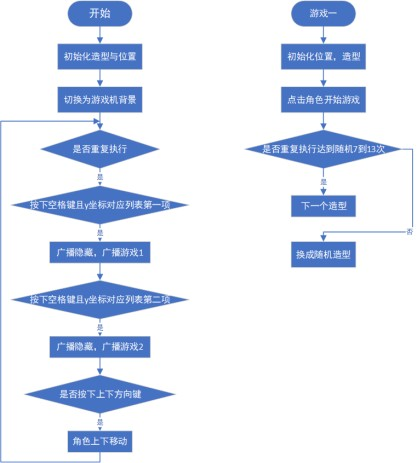 开始
初始化造型与位置
切换为游戏机背景
是否重复执行
是
按下空格键且y坐标对应列表第一项
是
广播隐藏，广播游戏1
按下空格键且y坐标对应列表第二项
是
广播隐藏，广播游戏2
是否按下上下方向键
是
角色上下移动
游戏一
初始化位置，造型
点击角色开始游戏
是否重复执行达到随机7到13次
是
下一个造型
否
换成随机造型